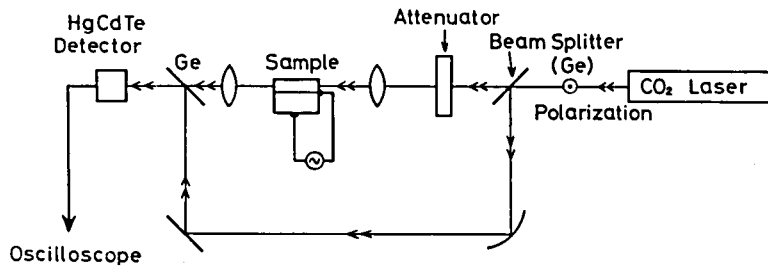 HgCdTe
Detector
Ge
Sample
Attenuator
Beam Splitter
(Ge)
CO₂ Laser
Polarization
Oscilloscope